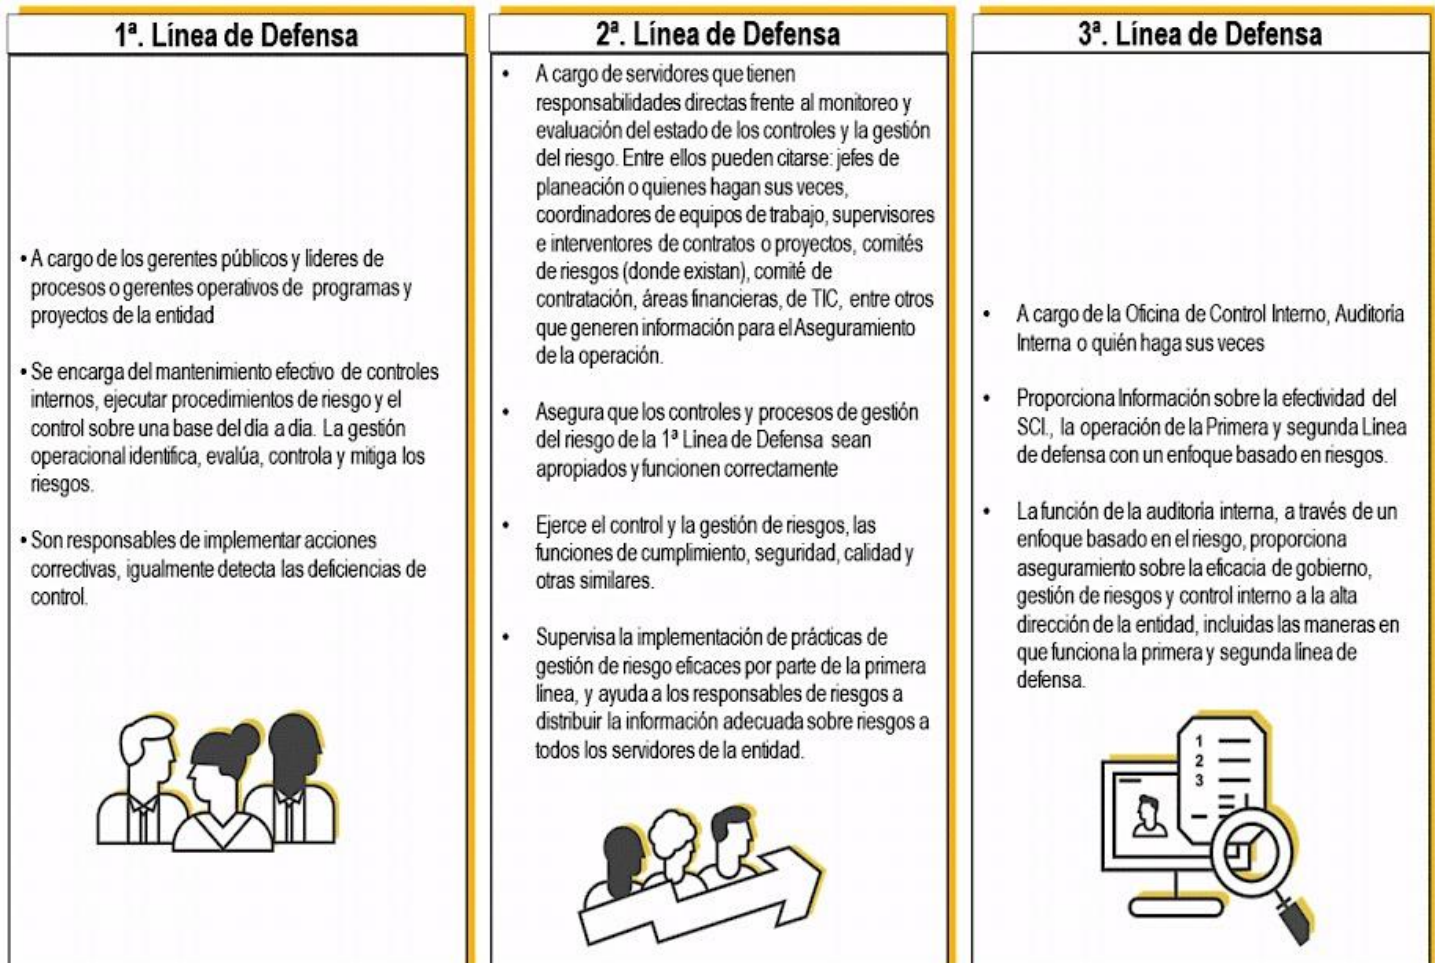 1ª. Línea de Defensa
• A cargo de los gerentes públicos y líderes de
procesos o gerentes operativos de programas y
proyectos de la entidad
• Se encarga del mantenimiento efectivo de controles
internos, ejecutar procedimientos de riesgo y el
control sobre una base del día a día. La gestión
operacional identifica, evalúa, controla y mitiga los
riesgos.
• Son responsables de implementar acciones
correctivas, igualmente detecta las deficiencias de
control.
2ª. Línea de Defensa
• A cargo de servidores que tienen
responsabilidades directas frente al monitoreo y
evaluación del estado de los controles y la gestión
del riesgo. Entre ellos pueden citarse: jefes de
planeación o quienes hagan sus veces,
coordinadores de equipos de trabajo, supervisores
e interventores de contratos o proyectos, comités
de riesgos (donde existan), comité de
contratación, áreas financieras, de TIC, entre otros
que generen información para el Aseguramiento
de la operación.
• Asegura que los controles y procesos de gestión
del riesgo de la 1ª Línea de Defensa sean
apropiados y funcionen correctamente
• Ejerce el control y la gestión de riesgos, las
funciones de cumplimiento, seguridad, calidad y
otras similares.
• Supervisa la implementación de prácticas de
gestión de riesgo eficaces por parte de la primera
línea, y ayuda a los responsables de riesgos a
distribuir la información adecuada sobre riesgos a
todos los servidores de la entidad.
3ª. Línea de Defensa
• A cargo de la Oficina de Control Interno, Auditoría
Interna o quién haga sus veces
• Proporciona Información sobre la efectividad del
SCI., la operación de la Primera y segunda Línea
de defensa con un enfoque basado en riesgos.
• La función de la auditoría interna, a través de un
enfoque basado en el riesgo, proporciona
aseguramiento sobre la eficacia de gobierno,
gestión de riesgos y control interno a la alta
dirección de la entidad, incluidas las maneras en
que funciona la primera y segunda línea de
defensa.
1
2
3